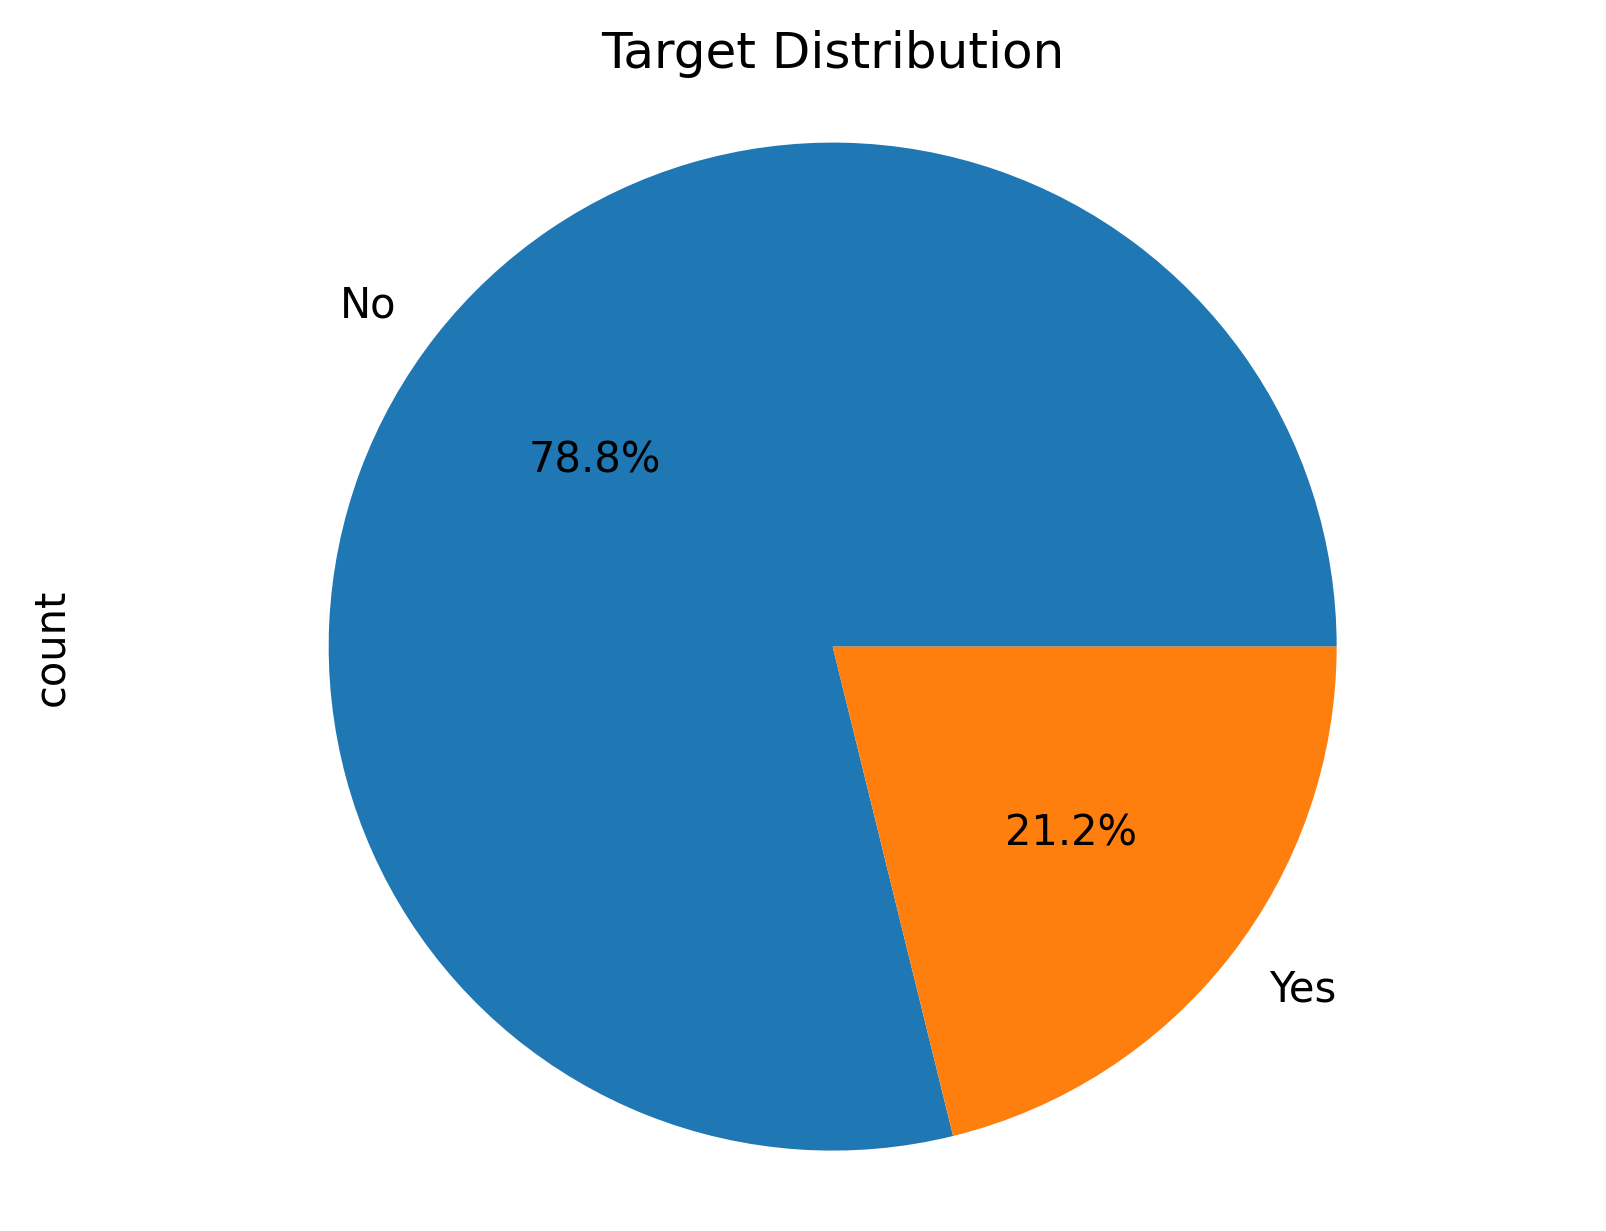 Target Distribution
No
78.8%
count
21.2%
Yes